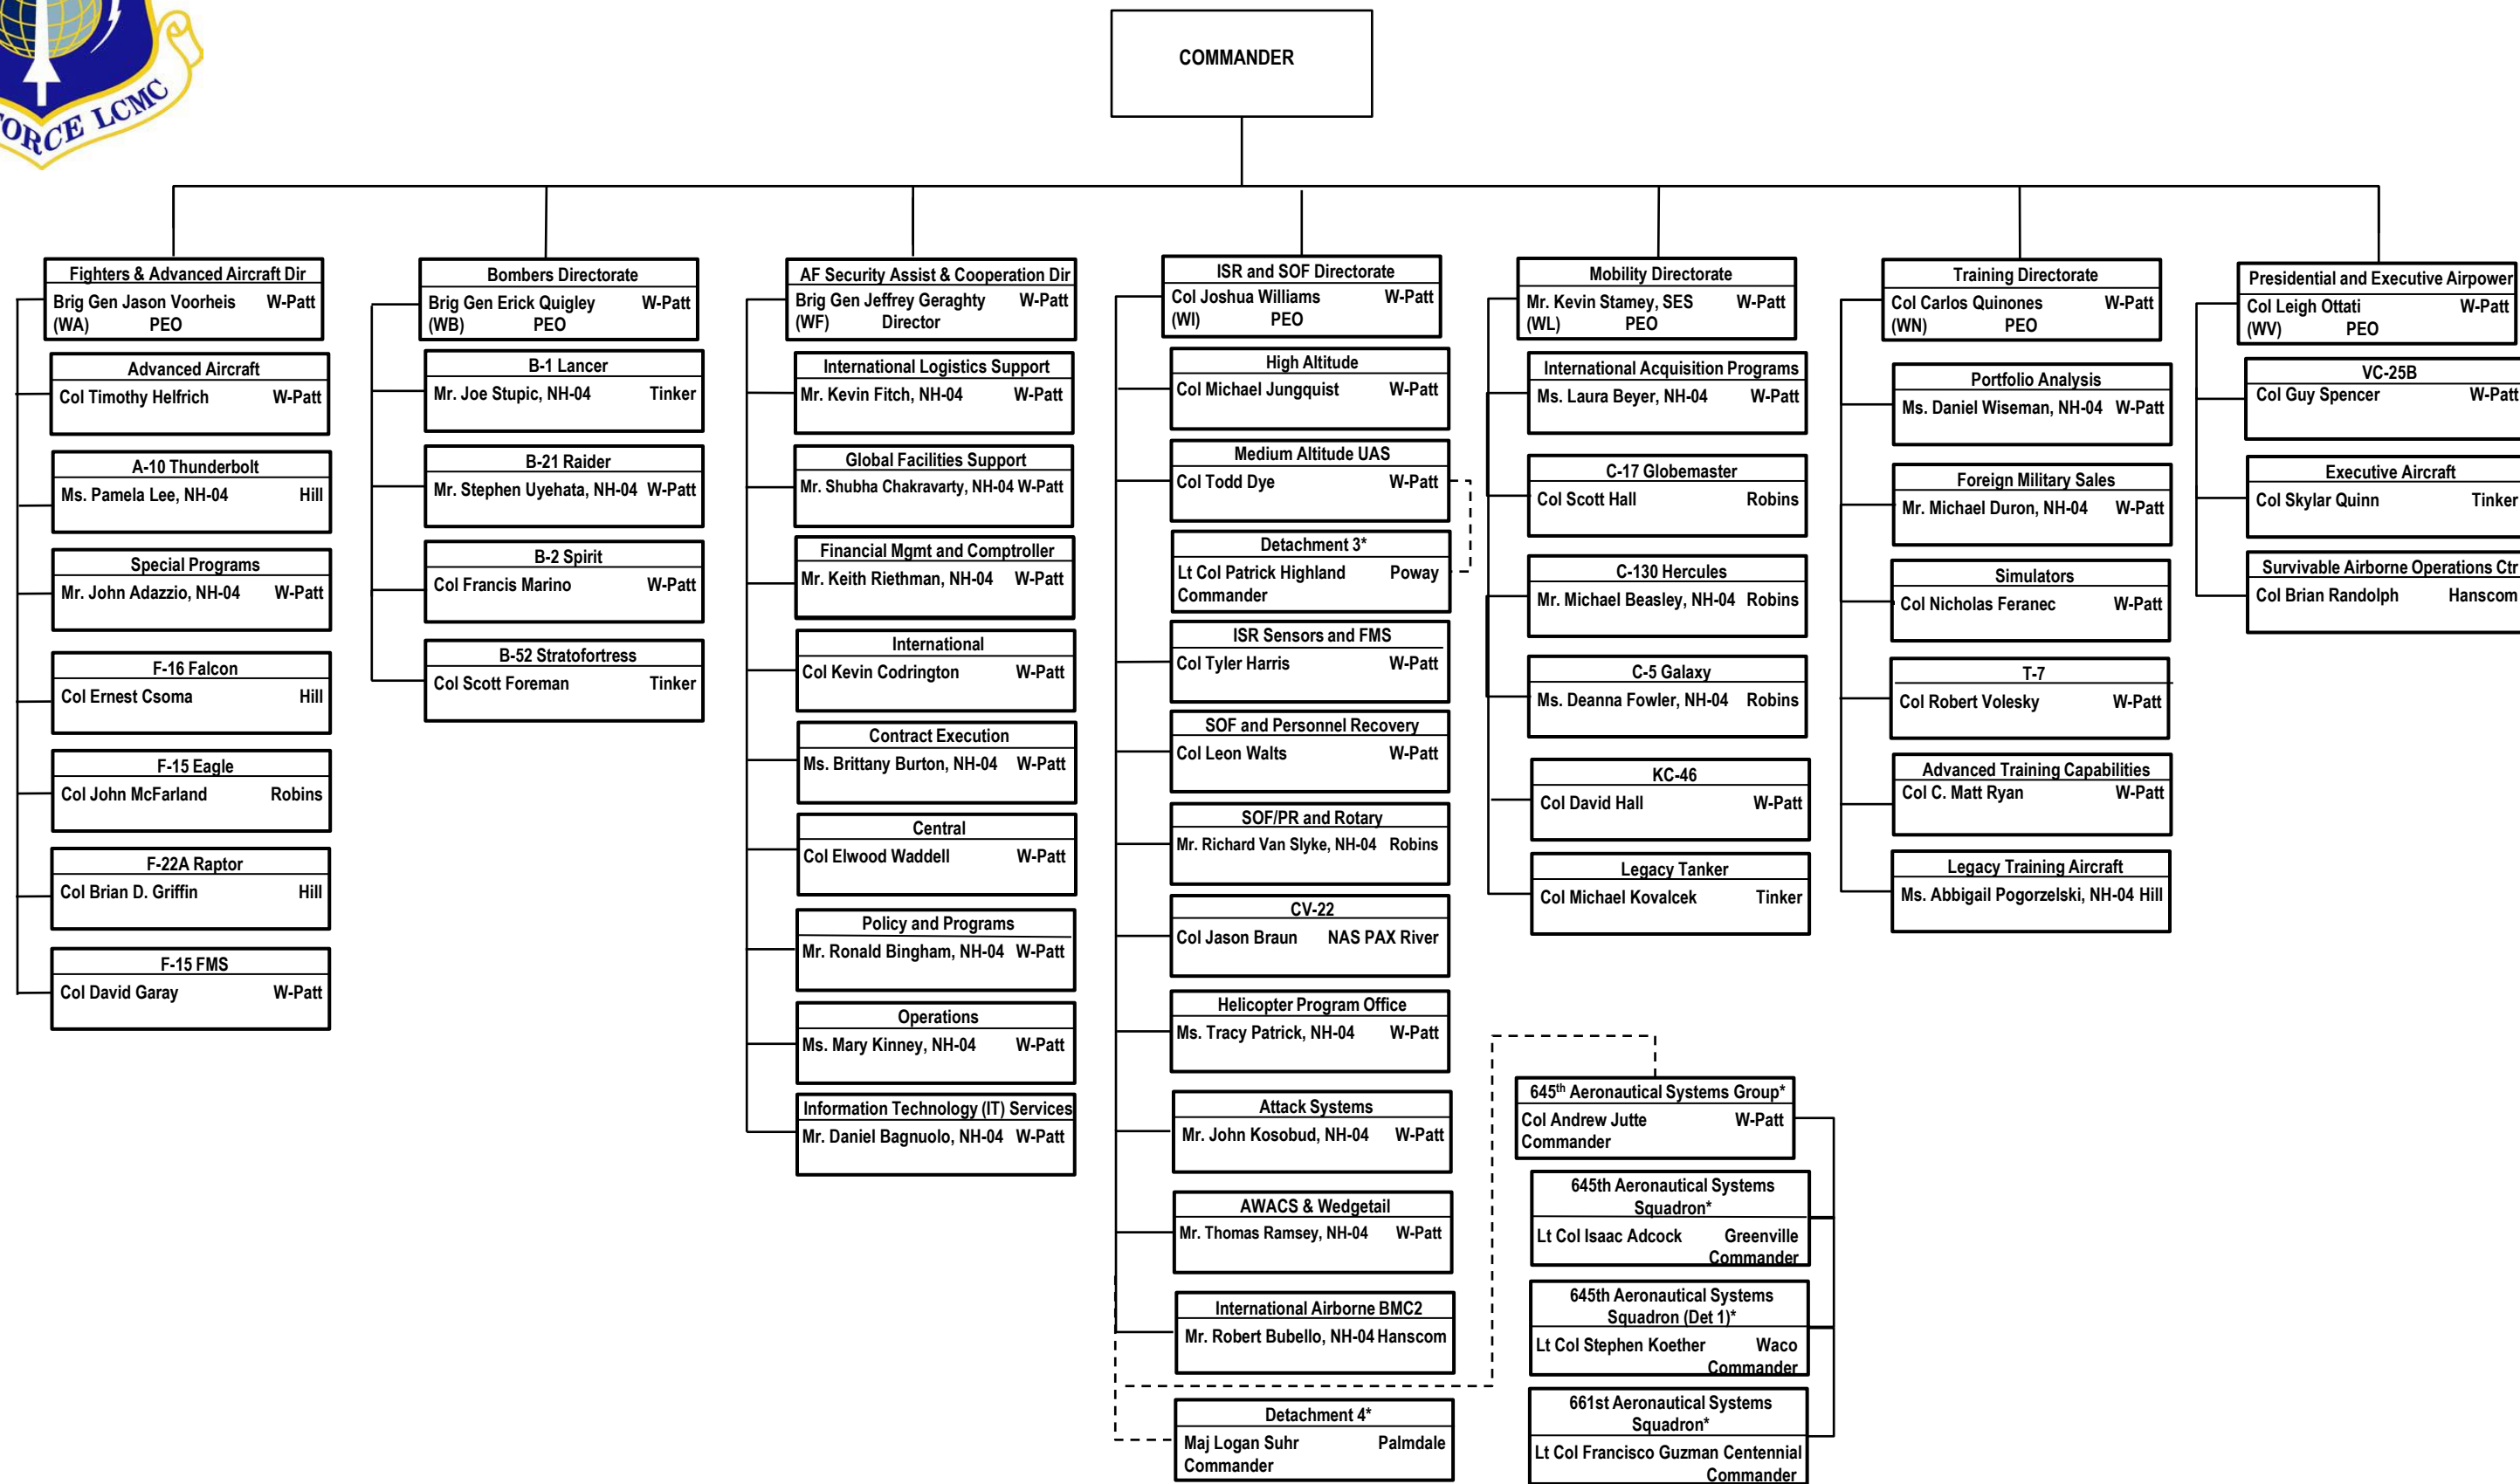 FORCE LCMC
COMMANDER
Fighters & Advanced Aircraft Dir
Brig Gen Jason Voorheis W-Patt
(WA) PEO
Advanced Aircraft
Col Timothy Helfrich W-Patt
A-10 Thunderbolt
Ms. Pamela Lee, NH-04 Hill
Special Programs
Mr. John Adazzio, NH-04 W-Patt
F-16 Falcon
Col Ernest Csoma Hill
F-15 Eagle
Col John McFarland Robins
F-22A Raptor
Col Brian D. Griffin Hill
F-15 FMS
Col David Garay W-Patt
Bombers Directorate
Brig Gen Erick Quigley W-Patt
(WB) PEO
B-1 Lancer
Mr. Joe Stupic, NH-04 Tinker
B-21 Raider
Mr. Stephen Uyehata, NH-04 W-Patt
B-2 Spirit
Col Francis Marino W-Patt
B-52 Stratofortress
Col Scott Foreman Tinker
AF Security Assist & Cooperation Dir
Brig Gen Jeffrey Geraghty W-Patt
(WF) Director
International Logistics Support
Mr. Kevin Fitch, NH-04 W-Patt
Global Facilities Support
Mr. Shubha Chakravarty, NH-04 W-Patt
Financial Mgmt and Comptroller
Mr. Keith Riethman, NH-04 W-Patt
International
Col Kevin Codrington W-Patt
Contract Execution
Ms. Brittany Burton, NH-04 W-Patt
Central
Col Elwood Waddell W-Patt
Policy and Programs
Mr. Ronald Bingham, NH-04 W-Patt
Operations
Ms. Mary Kinney, NH-04 W-Patt
Information Technology (IT) Services
Mr. Daniel Bagnuolo, NH-04 W-Patt
ISR and SOF Directorate
Col Joshua Williams W-Patt
(WI) PEO
High Altitude
Col Michael Jungquist W-Patt
Medium Altitude UAS
Col Todd Dye W-Patt
Detachment 3*
Lt Col Patrick Highland Poway
Commander
ISR Sensors and FMS
Col Tyler Harris W-Patt
SOF and Personnel Recovery
Col Leon Walts W-Patt
SOF/PR and Rotary
Mr. Richard Van Slyke, NH-04 Robins
CV-22
Col Jason Braun NAS PAX River
Helicopter Program Office
Ms. Tracy Patrick, NH-04 W-Patt
Attack Systems
Mr. John Kosobud, NH-04 W-Patt
AWACS & Wedgetail
Mr. Thomas Ramsey, NH-04 W-Patt
International Airborne BMC2
Mr. Robert Bubello, NH-04 Hanscom
Detachment 4*
Maj Logan Suhr Palmdale
Commander
Mobility Directorate
Mr. Kevin Stamey, SES W-Patt
(WL) PEO
International Acquisition Programs
Ms. Laura Beyer, NH-04 W-Patt
C-17 Globemaster
Col Scott Hall Robins
C-130 Hercules
Mr. Michael Beasley, NH-04 Robins
C-5 Galaxy
Ms. Deanna Fowler, NH-04 Robins
KC-46
Col David Hall W-Patt
Legacy Tanker
Col Michael Kovalcek Tinker
645th Aeronautical Systems Group*
Col Andrew Jutte W-Patt
Commander
645th Aeronautical Systems
Squadron*
Lt Col Isaac Adcock Greenville
Commander
645th Aeronautical Systems
Squadron (Det 1)*
Lt Col Stephen Koether Waco
Commander
661st Aeronautical Systems
Squadron*
Lt Col Francisco Guzman Centennial
Commander
Training Directorate
Col Carlos Quinones W-Patt
(WN) PEO
Portfolio Analysis
Ms. Daniel Wiseman, NH-04 W-Patt
Foreign Military Sales
Mr. Michael Duron, NH-04 W-Patt
Simulators
Col Nicholas Feranec W-Patt
T-7
Col Robert Volesky W-Patt
Advanced Training Capabilities
Col C. Matt Ryan W-Patt
Legacy Training Aircraft
Ms. Abbigail Pogorzelski, NH-04 Hill
Presidential and Executive Airpower
Col Leigh Ottati W-Patt
(WV) PEO
VC-25B
Col Guy Spencer W-Patt
Executive Aircraft
Col Skylar Quinn Tinker
Survivable Airborne Operations Ctr
Col Brian Randolph Hanscom